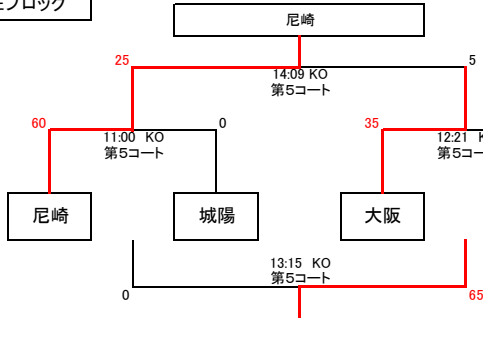 ブロック
尼崎
25
5
14:09 KO
第5コート
60
0
35
11:00 KO
第5コート
12:21
第5コー
尼崎
城陽
大阪
13:15 KO
第5コート
0
65